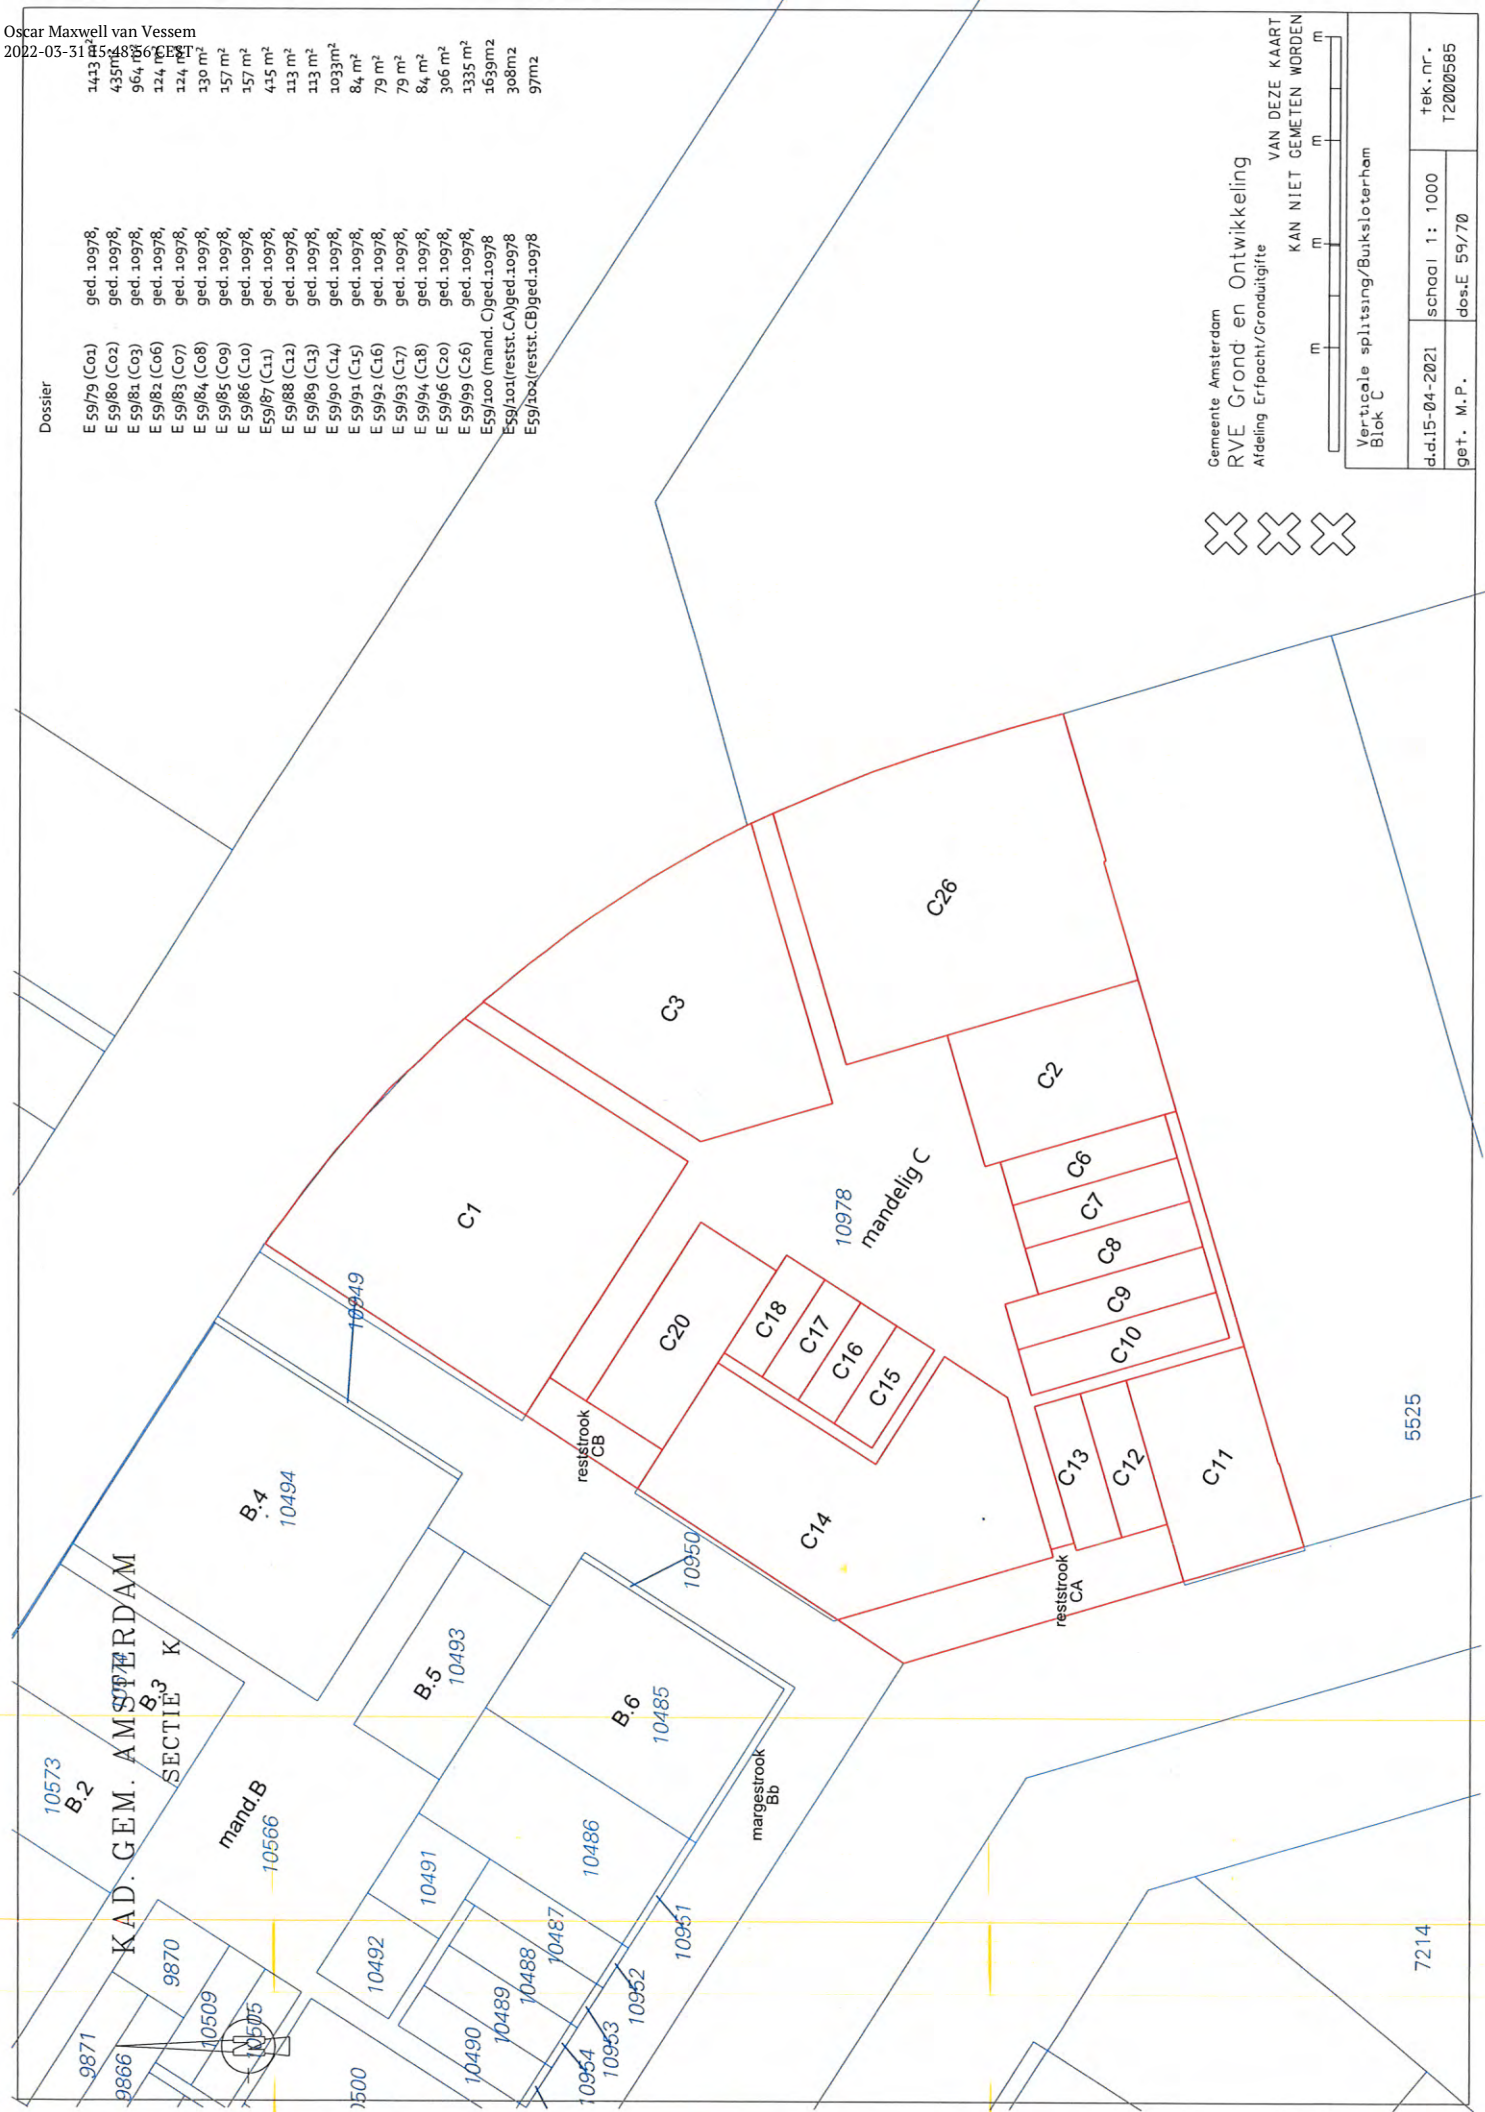 Oscar Maxwell van Vessem
2022-03-31 15:48:56 CEST
Dossier
E 59/79 (C01) ged. 10978, 1413 m²
E 59/80 (C02) ged. 10978, 435m²
E 59/81 (C03) ged. 10978, 964 m²
E 59/82 (C06) ged. 10978, 124 m²
E 59/83 (C07) ged. 10978, 124 m²
E 59/84 (C08) ged. 10978, 130 m²
E 59/85 (C09) ged. 10978, 157 m²
E 59/86 (C10) ged. 10978, 157 m²
E59/87 (C11) ged. 10978, 415 m²
E 59/88 (C12) ged. 10978, 113 m²
E 59/89 (C13) ged. 10978, 113 m²
E 59/90 (C14) ged. 10978, 1033m²
E 59/91 (C15) ged. 10978, 84 m²
E 59/92 (C16) ged. 10978, 79 m²
E 59/93 (C17) ged. 10978, 79 m²
E 59/94 (C18) ged. 10978, 84 m²
E 59/96 (C20) ged. 10978, 306 m²
E 59/99 (C26) ged. 10978, 1335 m²
E59/100 (mand. C)ged.10978 1639m2
E59/101(restst.CA)ged.10978 308m2
E59/102(restst.CB)ged.10978 97m2
KAD. GEM. AMSTERDAM
SECTIE K
10573
B.2
10574
B.3
B.4
10494
10949
mand.B
10566
9870
9871
9866
10509
10505
N
0500
10492
10491
B.5
10493
B.6
10485
10486
10487
10488
10489
10490
10950
10951
10952
10953
10954
margestrook
Bb
C1
C3
C26
C2
C20
C18
C17
C16
C15
C14
10978
mandelig C
C6
C7
C8
C9
C10
C13
C12
C11
reststrook
CB
reststrook
CA
5525
7214
Gemeente Amsterdam
RVE Grond en Ontwikkeling
Afdeling Erfpacht/Gronduitgifte
VAN DEZE KAART
KAN NIET GEMETEN WORDEN
m m m m
Verticale splitsing/Buiksloterham
Blok C
d.d.15-04-2021 schaal 1: 1000 tek.nr.
T2000585
get. M.P. dos.E 59/70